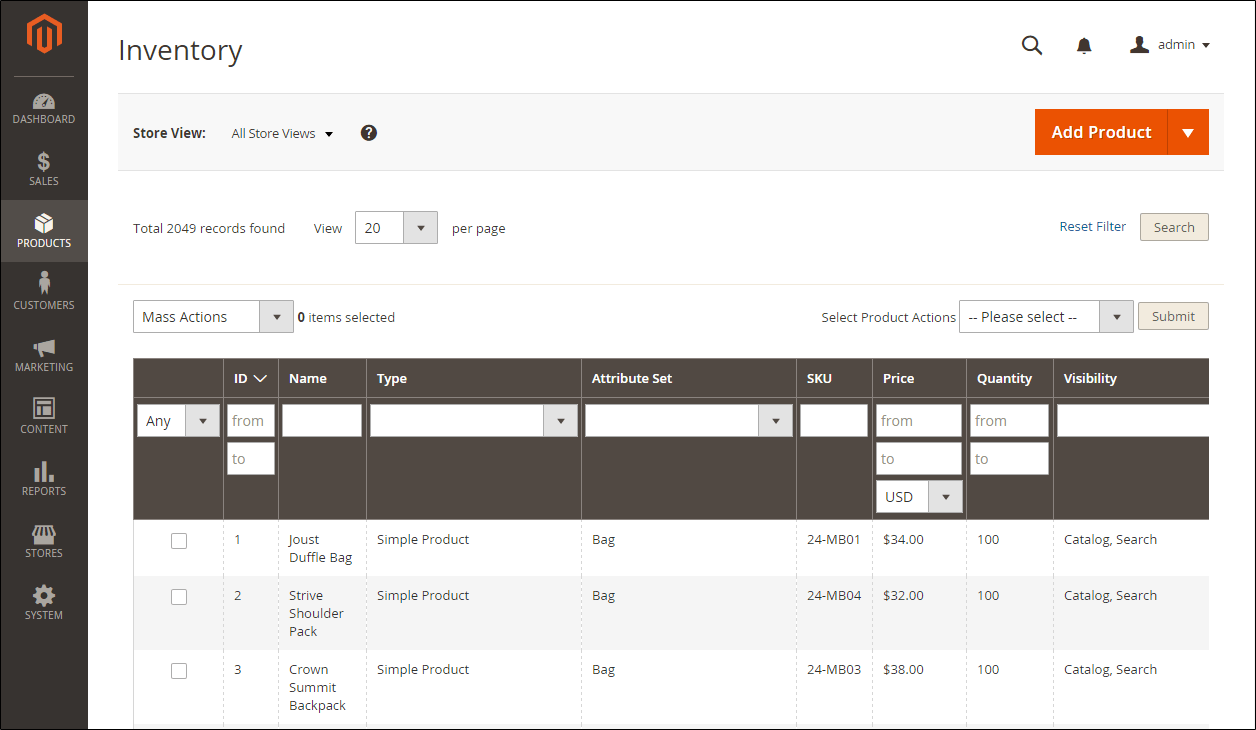 Inventory
admin
DASHBOARD
SALES
PRODUCTS
CUSTOMERS
MARKETING
CONTENT
REPORTS
STORES
SYSTEM
Store View: All Store Views ?
Add Product
Total 2049 records found View 20 per page
Reset Filter Search
Mass Actions 0 items selected
Select Product Actions -- Please select -- Submit
ID Name Type Attribute Set SKU Price Quantity Visibility
Any from from from
to to to
USD
1 Joust Simple Product Bag 24-MB01 $34.00 100 Catalog, Search
Duffle Bag
2 Strive Simple Product Bag 24-MB04 $32.00 100 Catalog, Search
Shoulder
Pack
3 Crown Simple Product Bag 24-MB03 $38.00 100 Catalog, Search
Summit
Backpack